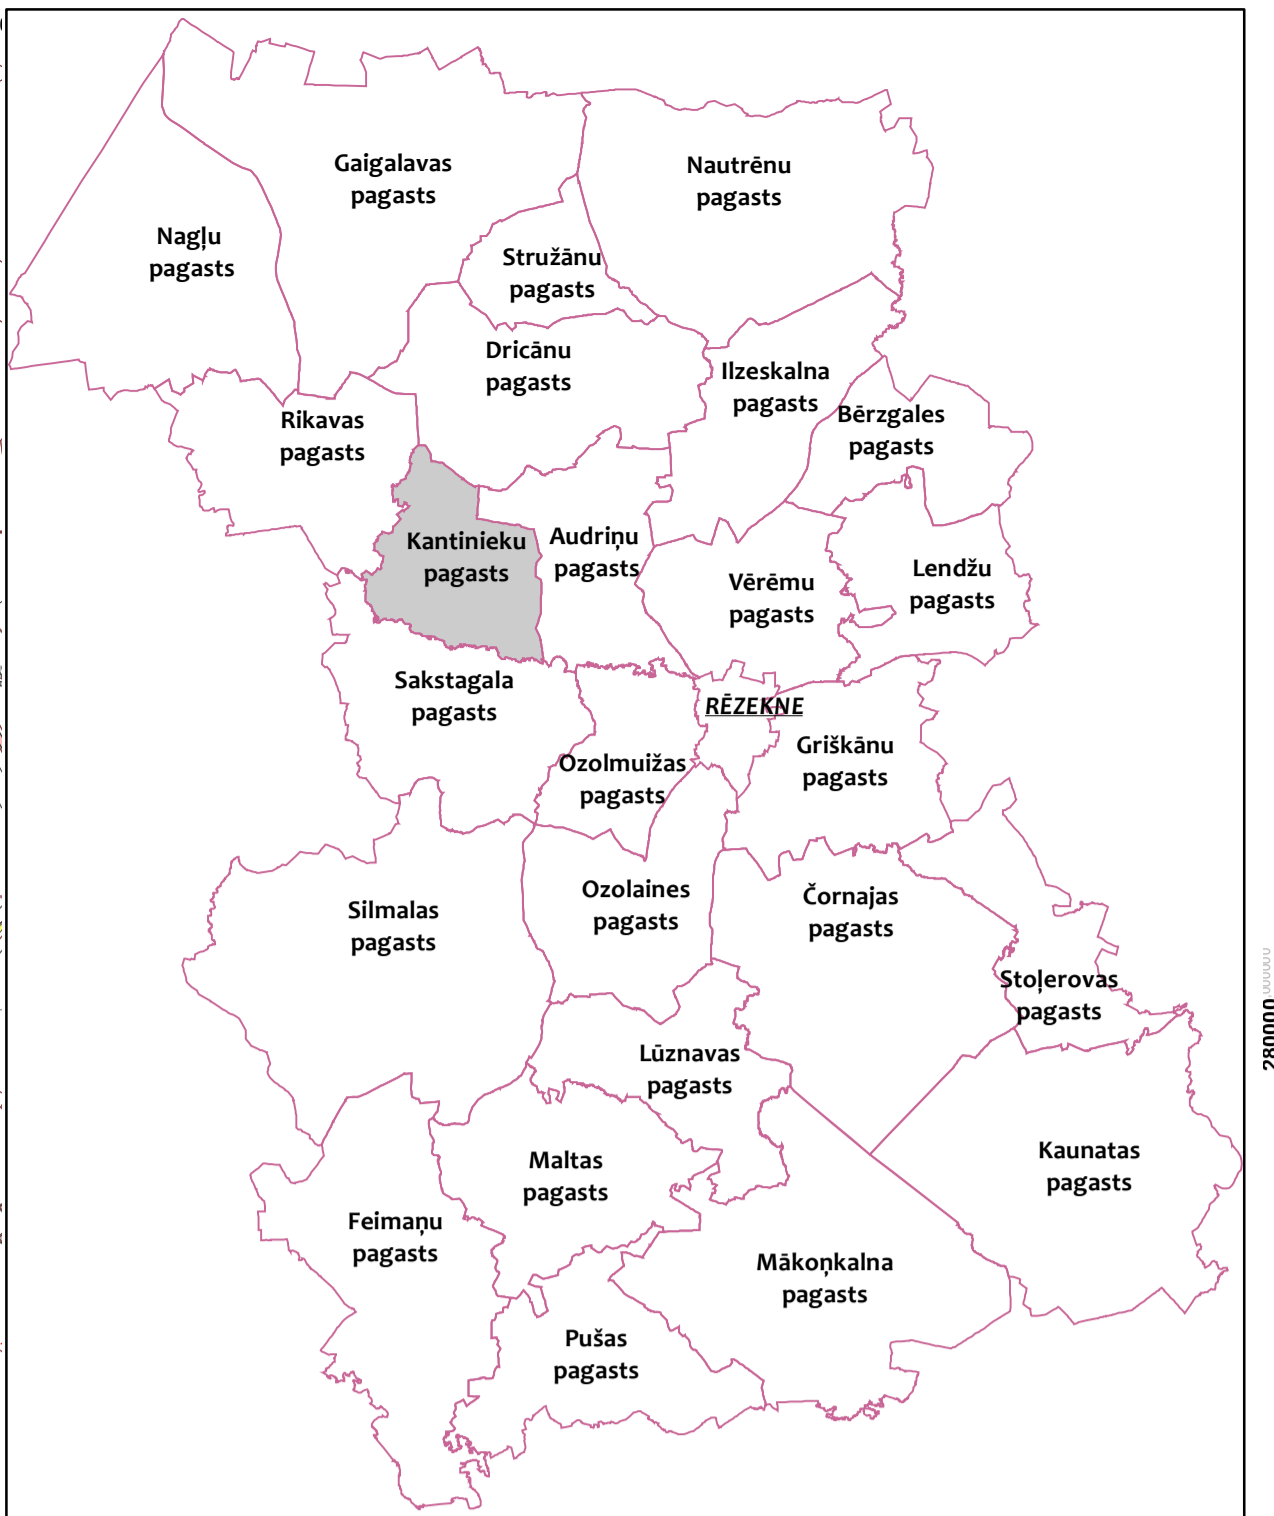 Gaigalavas
pagasts
Nautrēnu
pagasts
Nagļu
pagasts
Stružānu
pagasts
Dricānu
pagasts
Ilzeskalna
pagasts
Rikavas
pagasts
Bērzgales
pagasts
Kantinieku
pagasts
Audriņu
pagasts
Vērēmu
pagasts
Lendžu
pagasts
Sakstagala
pagasts
RĒZEKNE
Ozolmuižas
pagasts
Griškānu
pagasts
Silmalas
pagasts
Ozolaines
pagasts
Čornajas
pagasts
Stoļerovas
pagasts
280000
Lūznavas
pagasts
Maltas
pagasts
Kaunatas
pagasts
Feimaņu
pagasts
Mākoņkalna
pagasts
Pušas
pagasts